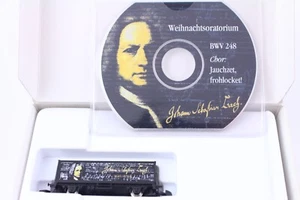 Weihnachtsoratorium
BWV 248
Chor:
Jauchzet,
frohlocket!
Johann Sebastian Bach.